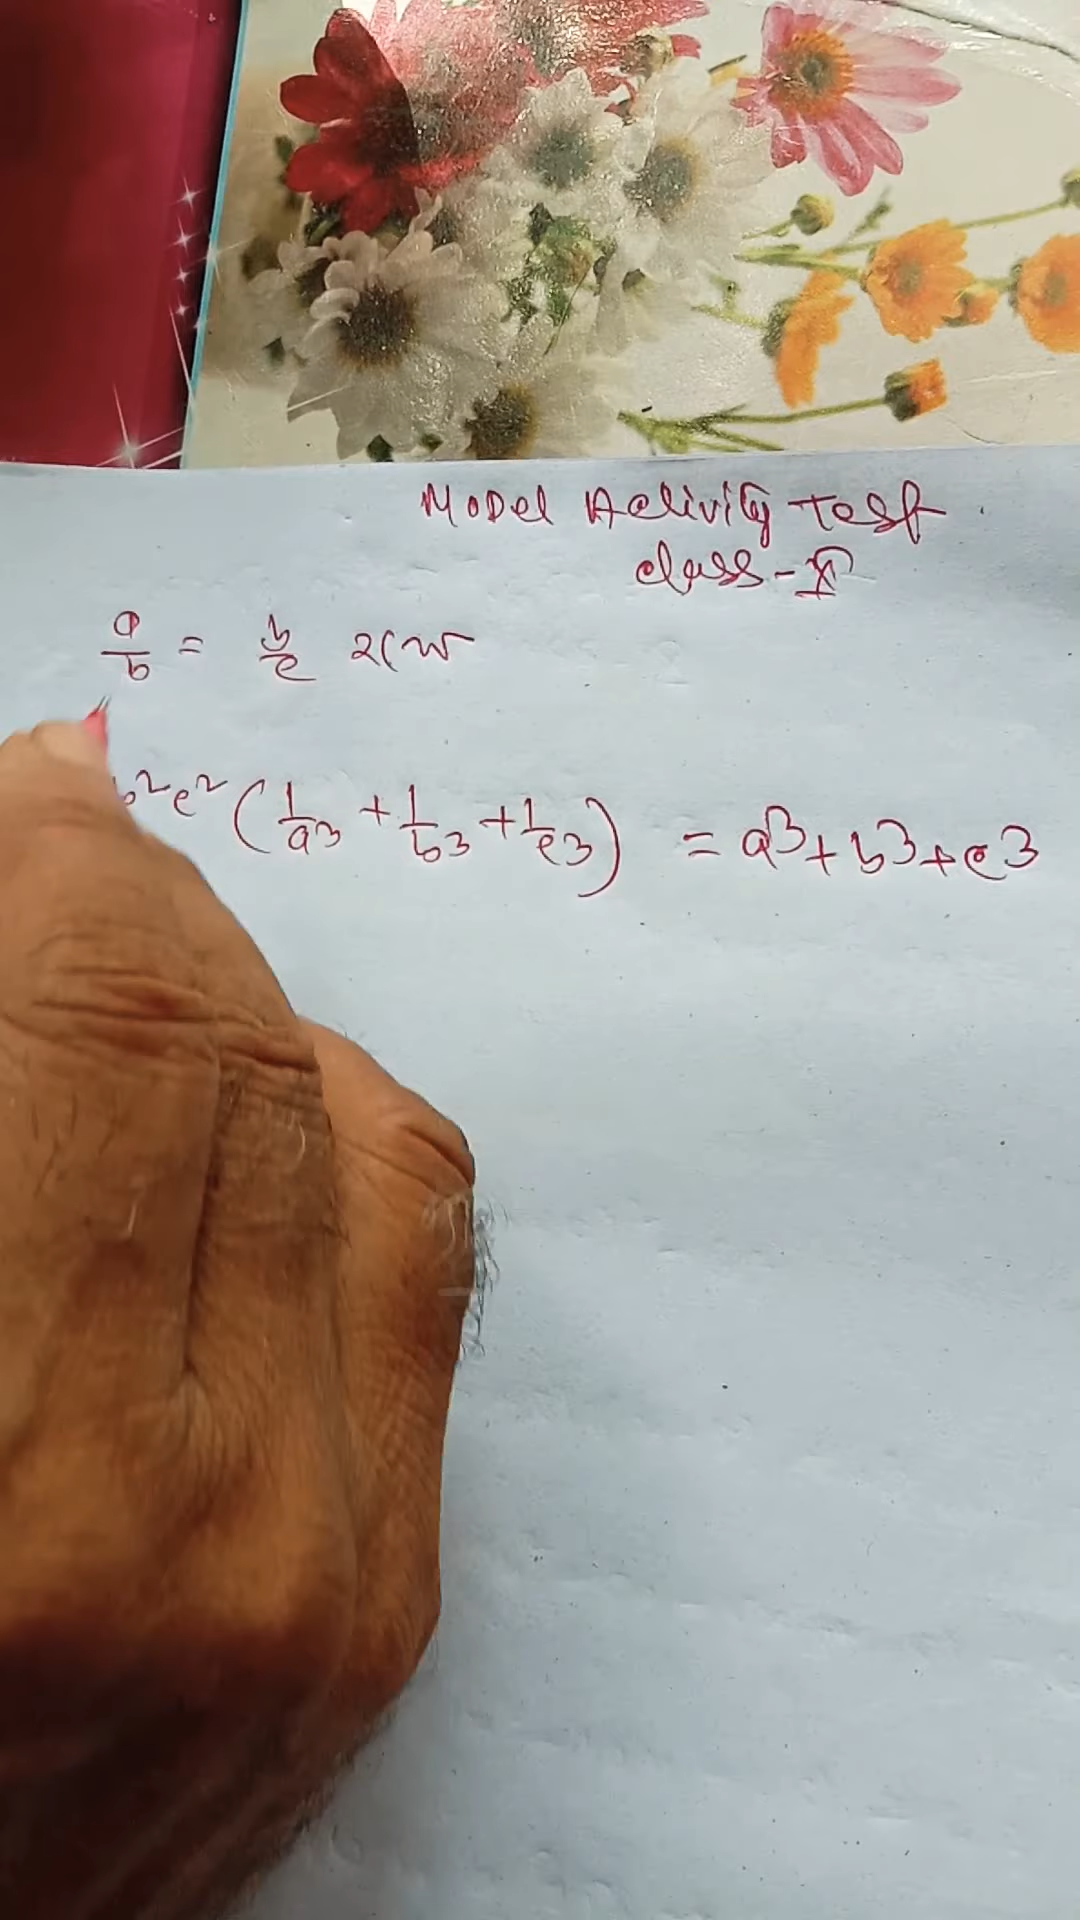 Model Activity Test
class-X
a/b = b/c হলে
b²c² (1/a3 + 1/b3 + 1/c3) = a3 + b3 + c3